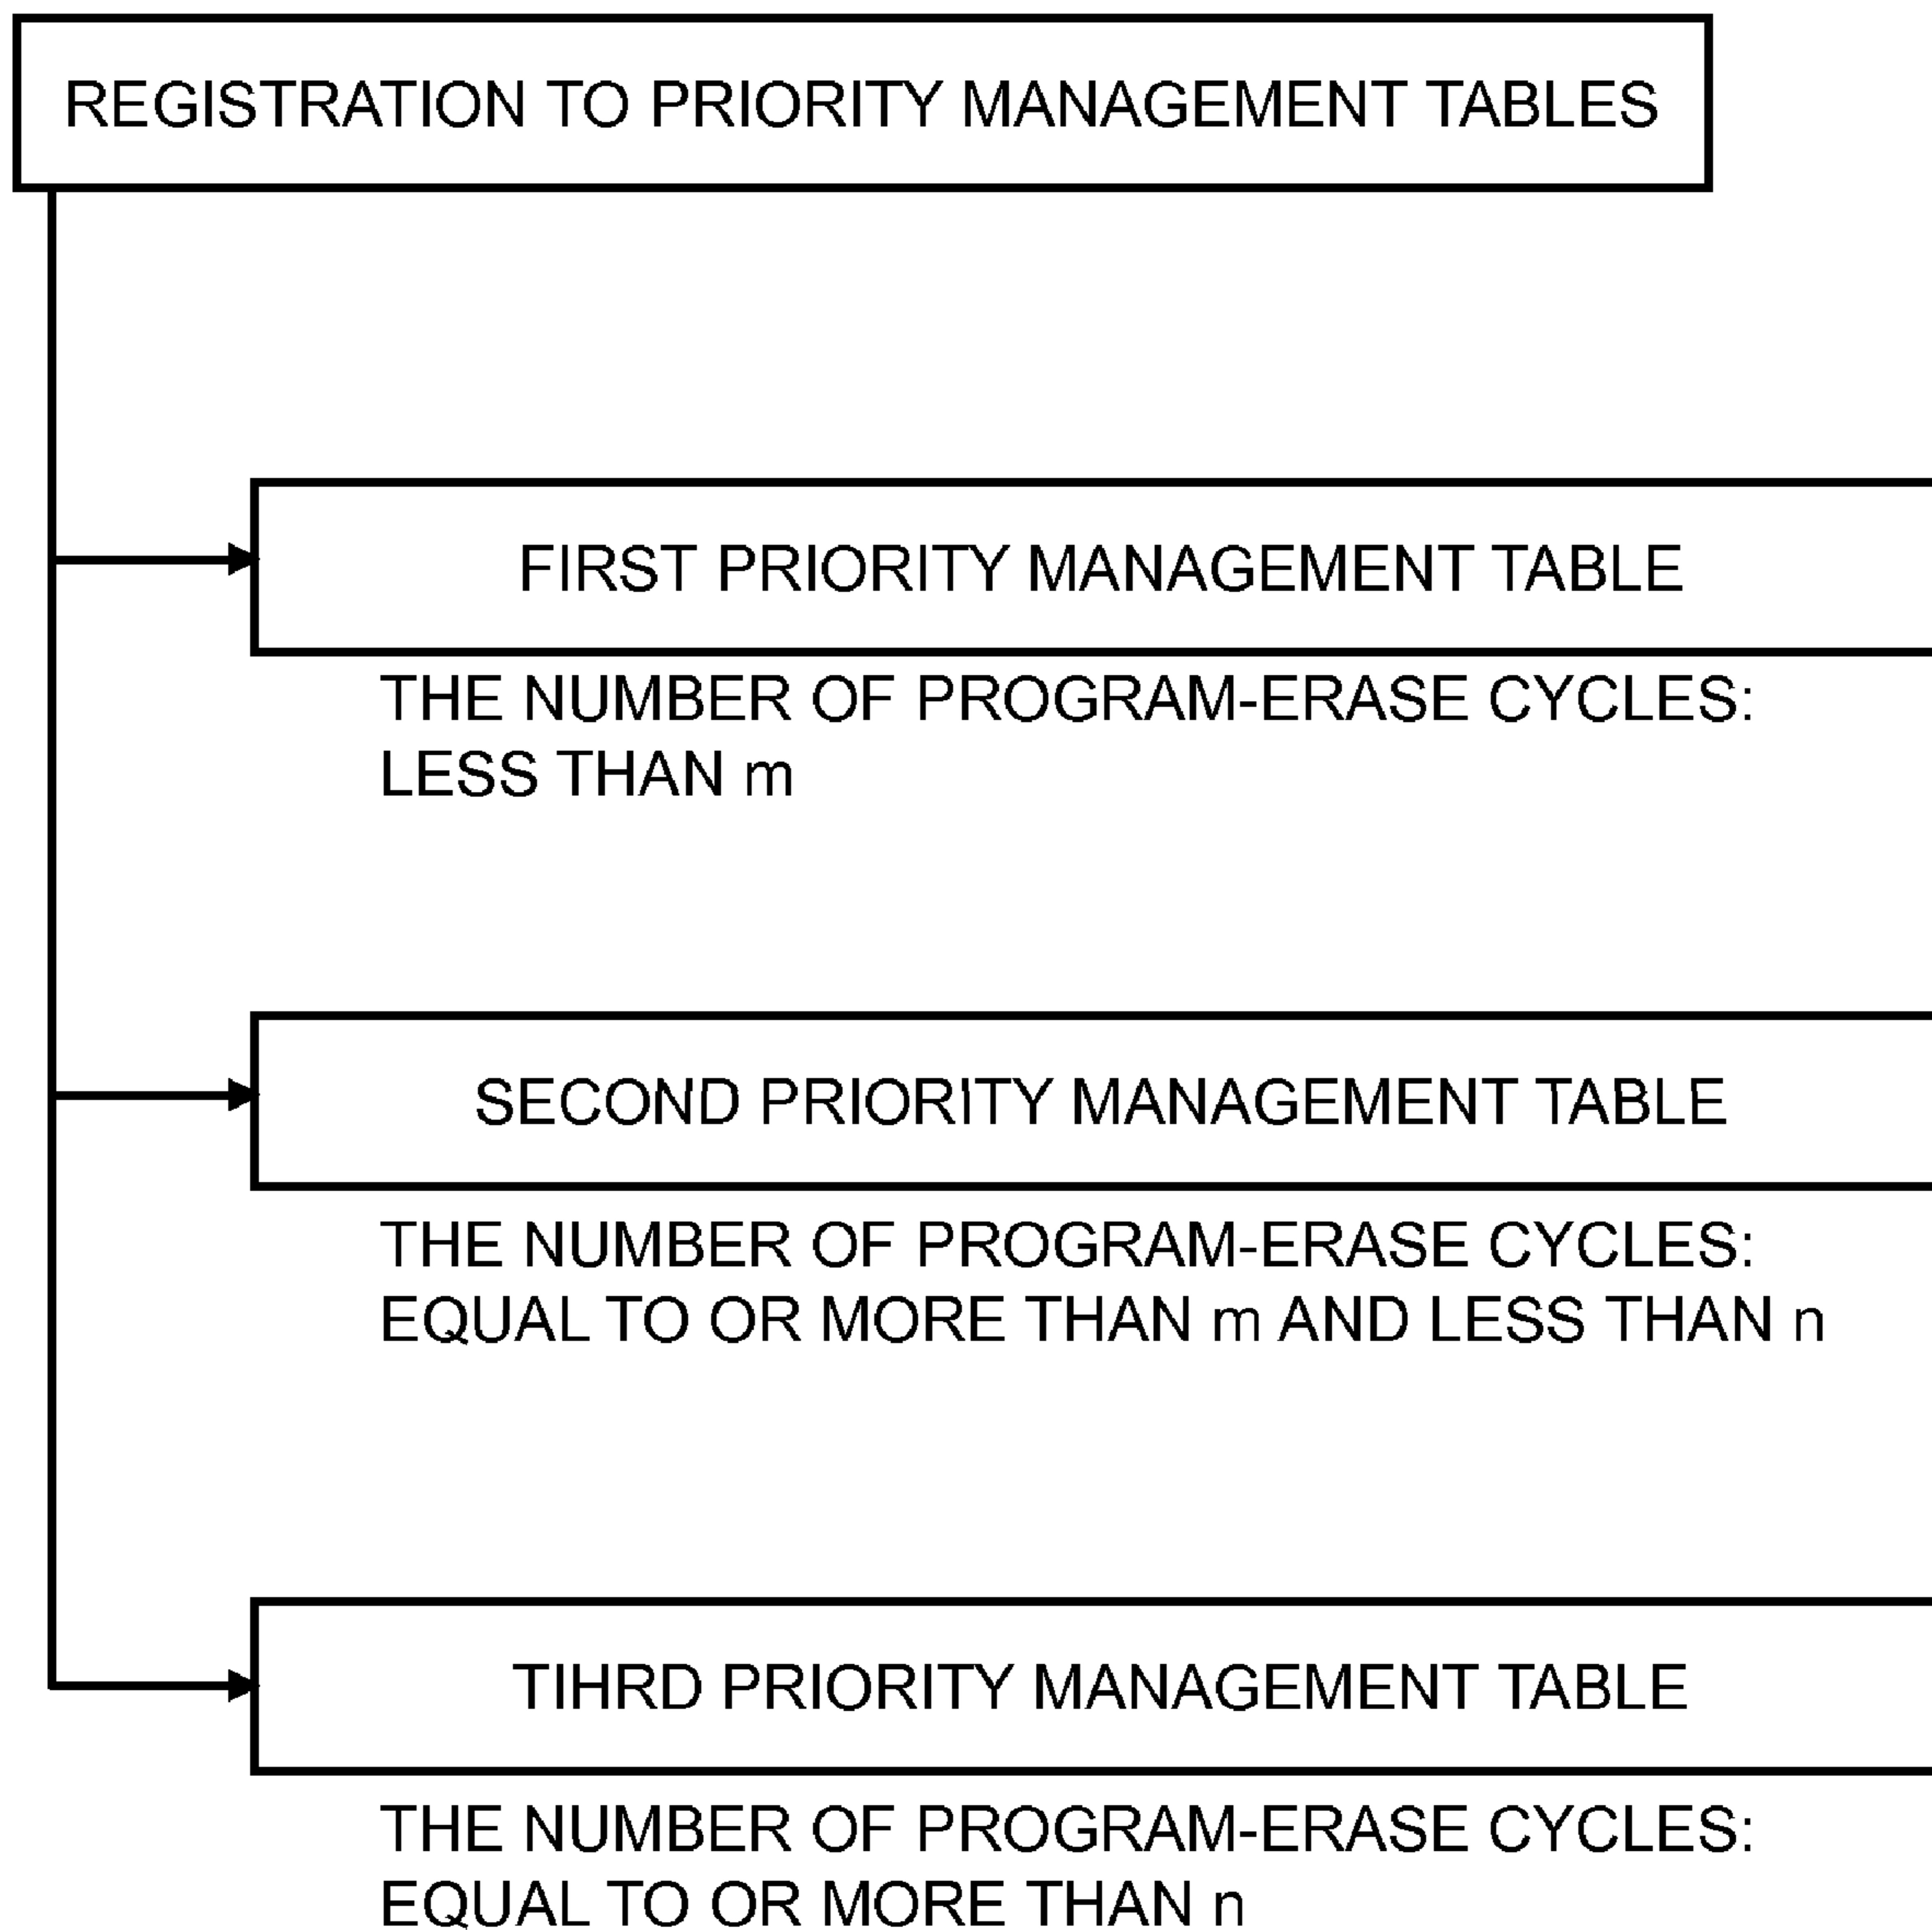 REGISTRATION TO PRIORITY MANAGEMENT TABLES
FIRST PRIORITY MANAGEMENT TABLE
THE NUMBER OF PROGRAM-ERASE CYCLES:
LESS THAN m
SECOND PRIORITY MANAGEMENT TABLE
THE NUMBER OF PROGRAM-ERASE CYCLES:
EQUAL TO OR MORE THAN m AND LESS THAN n
TIHRD PRIORITY MANAGEMENT TABLE
THE NUMBER OF PROGRAM-ERASE CYCLES:
EQUAL TO OR MORE THAN n